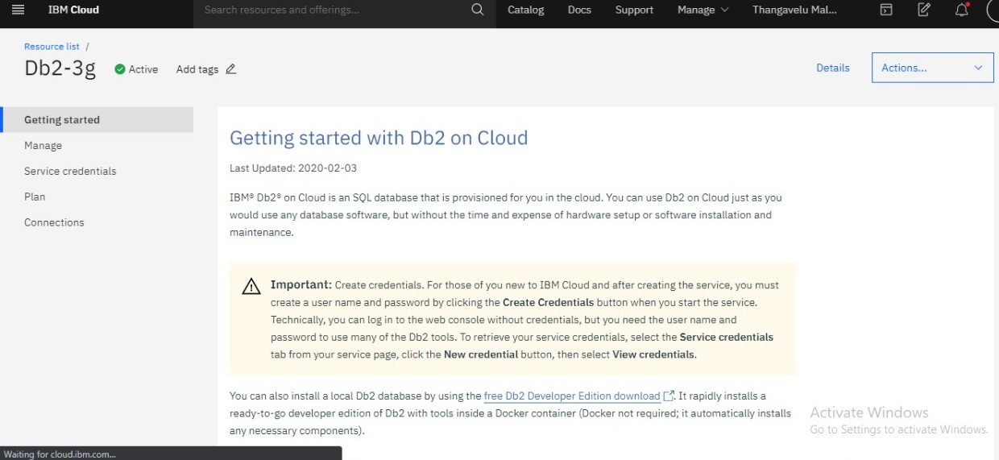 IBM Cloud
Search resources and offerings...
Catalog
Docs
Support
Manage
Thangavelu Mal...
Resource list /
Db2-3g
Active
Add tags
Details
Actions...
Getting started
Manage
Service credentials
Plan
Connections
Getting started with Db2 on Cloud
Last Updated: 2020-02-03
IBM® Db2® on Cloud is an SQL database that is provisioned for you in the cloud. You can use Db2 on Cloud just as you
would use any database software, but without the time and expense of hardware setup or software installation and
maintenance.
Important: Create credentials. For those of you new to IBM Cloud and after creating the service, you must
create a user name and password by clicking the Create Credentials button when you start the service.
Technically, you can log in to the web console without credentials, but you need the user name and
password to use many of the Db2 tools. To retrieve your service credentials, select the Service credentials
tab from your service page, click the New credential button, then select View credentials.
You can also install a local Db2 database by using the free Db2 Developer Edition download. It rapidly installs a
ready-to-go developer edition of Db2 with tools inside a Docker container (Docker not required; it automatically installs
any necessary components).
Activate Windows
Go to Settings to activate Windows.
Waiting for cloud.ibm.com...